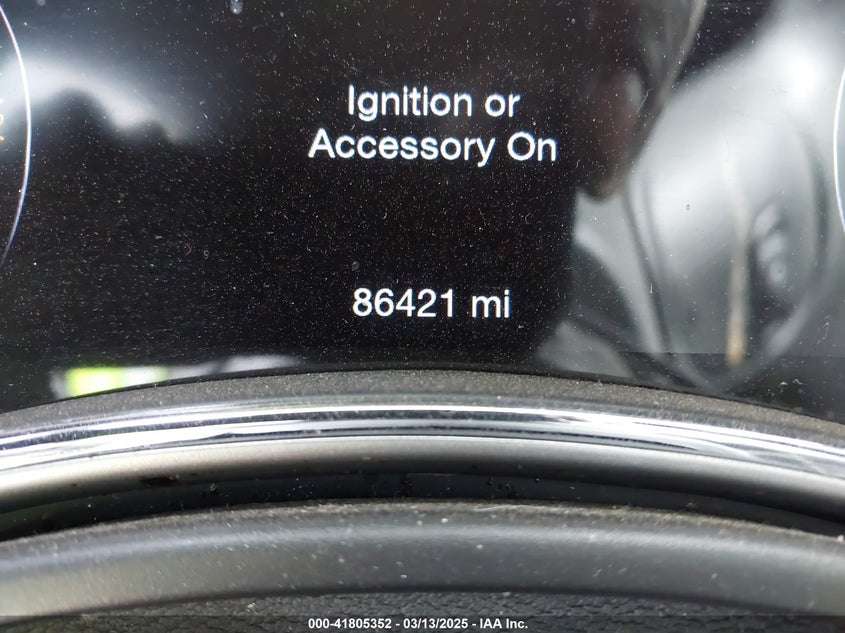 Ignition or
Accessory On
86421 mi
000-41805352 - 03/13/2025 - IAA Inc.